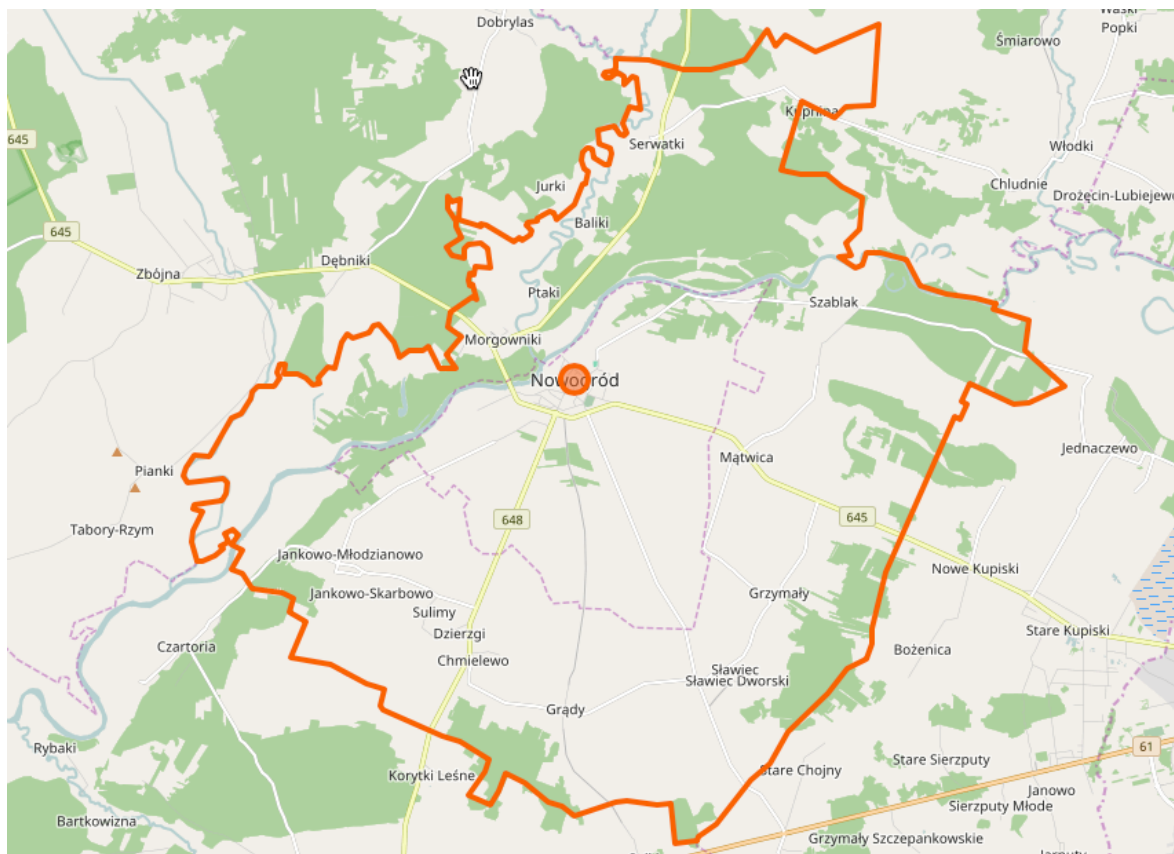 Dobrylas
Śmiarowo
Popki
645
Kupnina
Serwatki
Włodki
Jurki
Chludnie
Drożęcin-Lubiejewo
Baliki
645
Dębniki
Zbójna
Ptaki
Szablak
Morgowniki
Nowogród
Mątwica
Jednaczewo
Pianki
648
645
Tabory-Rzym
Jankowo-Młodzianowo
Nowe Kupiski
Jankowo-Skarbowo
Grzymały
Sulimy
Dzierzgi
Stare Kupiski
Czartoria
Bożenica
Chmielewo
Sławiec
Sławiec Dworski
Grądy
Rybaki
61
Stare Sierzputy
Korytki Leśne
Stare Chojny
Janowo
Sierzputy Młode
Bartkowizna
Grzymały Szczepankowskie